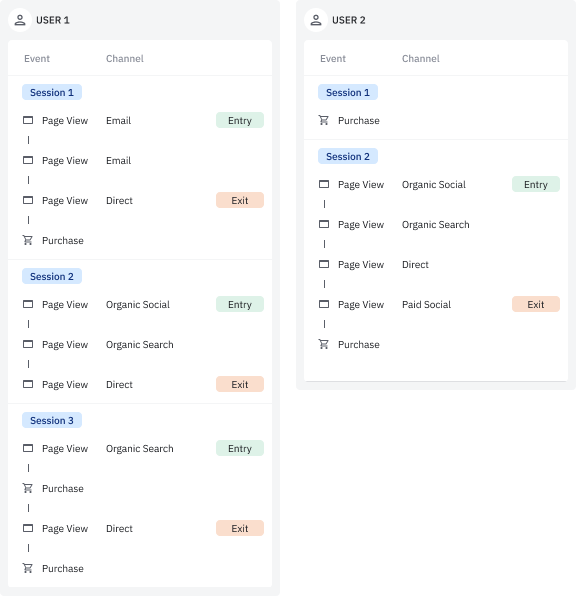 USER 1
Event Channel
Session 1
Page View Email Entry
Page View Email
Page View Direct Exit
Purchase
Session 2
Page View Organic Social Entry
Page View Organic Search
Page View Direct Exit
Session 3
Page View Organic Search Entry
Purchase
Page View Direct Exit
Purchase
USER 2
Event Channel
Session 1
Purchase
Session 2
Page View Organic Social Entry
Page View Organic Search
Page View Direct
Page View Paid Social Exit
Purchase